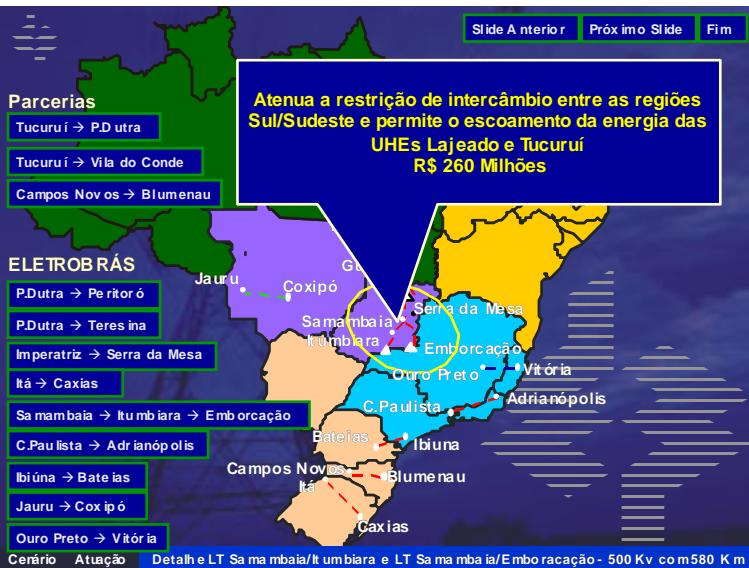 Slide Anterior
Próximo Slide
Fim
Atenua a restrição de intercâmbio entre as regiões
Sul/Sudeste e permite o escoamento da energia das
UHEs Lajeado e Tucuruí
R$ 260 Milhões
Parcerias
Tucuruí → P.Dutra
Tucuruí → Vila do Conde
Campos Novos → Blumenau
ELETROBRÁS
P.Dutra → Peritoró
P.Dutra → Teresina
Imperatriz → Serra da Mesa
Itá → Caxias
Samambaia → Itumbiara → Emborcação
C.Paulista → Adrianópolis
Ibiúna → Bateias
Jauru → Coxipó
Ouro Preto → Vitória
Gu
Jauru
Coxipó
Serra da Mesa
Samambaia
Itumbiara
Emborcação
Ouro Preto
Vitória
C.Paulista
Adrianópolis
Bateias
Ibiuna
Campos Novos
Itá
Blumenau
Caxias
Cenário
Atuação
Detalhe LT Samambaia/Itumbiara e LT Samambaia/Emboracação - 500 Kv com 580 Km